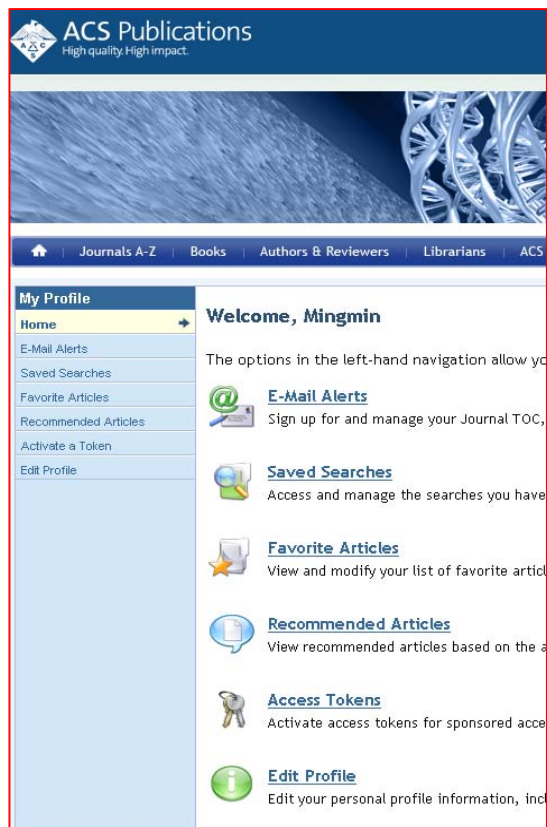 ACS Publications
High quality. High impact.
Journals A-Z | Books | Authors & Reviewers | Librarians | ACS
My Profile
Home
E-Mail Alerts
Saved Searches
Favorite Articles
Recommended Articles
Activate a Token
Edit Profile
Welcome, Mingmin
The options in the left-hand navigation allow yo
E-Mail Alerts
Sign up for and manage your Journal TOC,
Saved Searches
Access and manage the searches you have
Favorite Articles
View and modify your list of favorite articl
Recommended Articles
View recommended articles based on the a
Access Tokens
Activate access tokens for sponsored acce
Edit Profile
Edit your personal profile information, incl